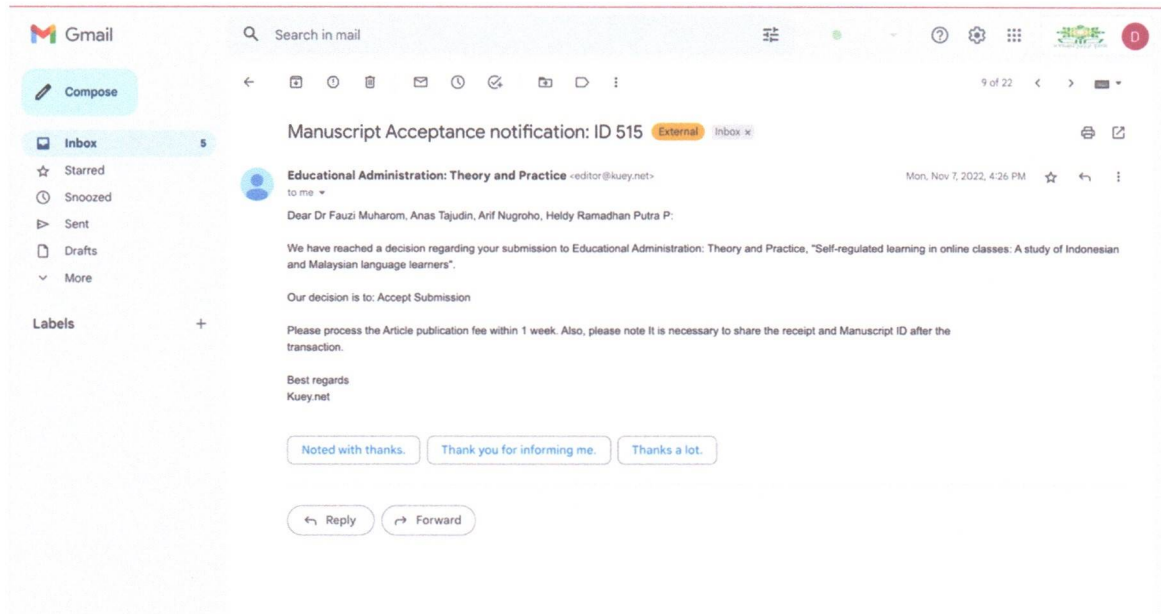 Gmail
Search in mail
D
Compose
9 of 22
Inbox 5
Starred
Snoozed
Sent
Drafts
More
Labels +
Manuscript Acceptance notification: ID 515 External Inbox x
Educational Administration: Theory and Practice <editor@kuey.net>
Mon, Nov 7, 2022, 4:26 PM
to me
Dear Dr Fauzi Muharom, Anas Tajudin, Arif Nugroho, Heldy Ramadhan Putra P:
We have reached a decision regarding your submission to Educational Administration: Theory and Practice, "Self-regulated learning in online classes: A study of Indonesian
and Malaysian language learners".
Our decision is to: Accept Submission
Please process the Article publication fee within 1 week. Also, please note It is necessary to share the receipt and Manuscript ID after the
transaction.
Best regards
Kuey.net
Noted with thanks.
Thank you for informing me.
Thanks a lot.
Reply
Forward